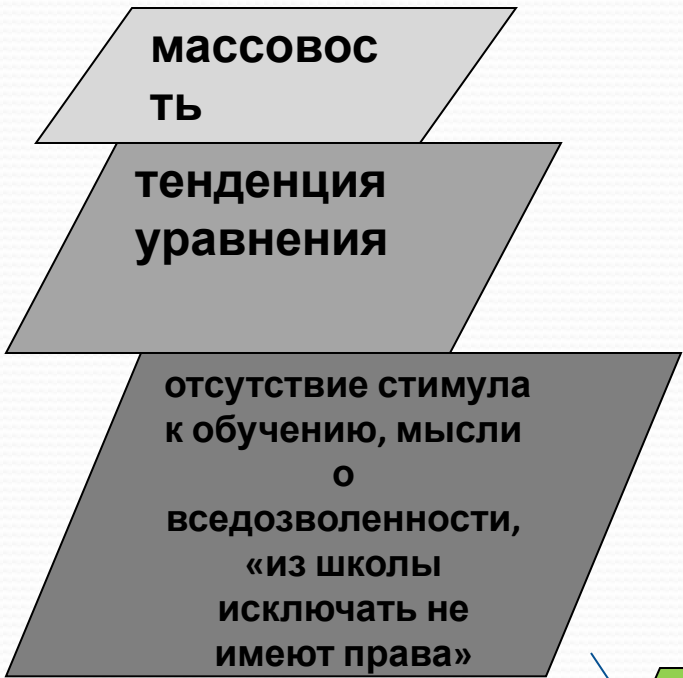 массовос
ть
тенденция
уравнения
отсутствие стимула
к обучению, мысли
о
вседозволенности,
«из школы
исключать не
имеют права»